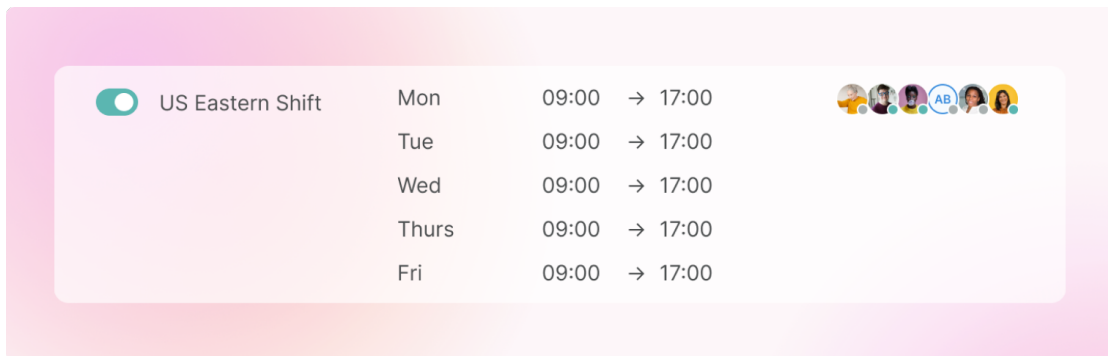 US Eastern Shift Mon 09:00 → 17:00 AB
Tue 09:00 → 17:00
Wed 09:00 → 17:00
Thurs 09:00 → 17:00
Fri 09:00 → 17:00